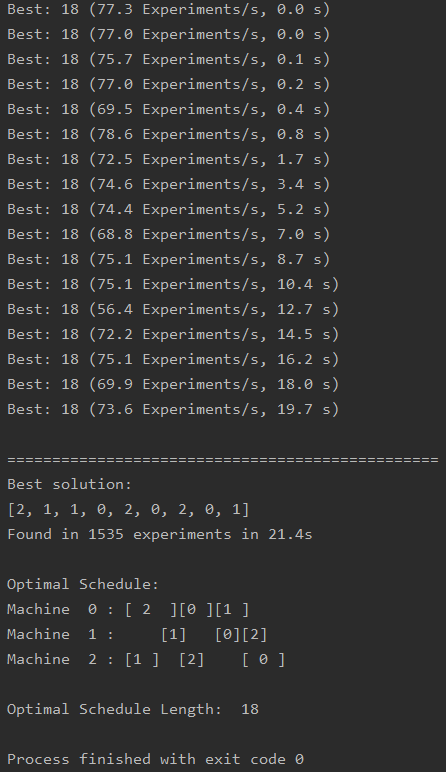 Best: 18 (77.3 Experiments/s, 0.0 s)
Best: 18 (77.0 Experiments/s, 0.0 s)
Best: 18 (75.7 Experiments/s, 0.1 s)
Best: 18 (77.0 Experiments/s, 0.2 s)
Best: 18 (69.5 Experiments/s, 0.4 s)
Best: 18 (78.6 Experiments/s, 0.8 s)
Best: 18 (72.5 Experiments/s, 1.7 s)
Best: 18 (74.6 Experiments/s, 3.4 s)
Best: 18 (74.4 Experiments/s, 5.2 s)
Best: 18 (68.8 Experiments/s, 7.0 s)
Best: 18 (75.1 Experiments/s, 8.7 s)
Best: 18 (75.1 Experiments/s, 10.4 s)
Best: 18 (56.4 Experiments/s, 12.7 s)
Best: 18 (72.2 Experiments/s, 14.5 s)
Best: 18 (75.1 Experiments/s, 16.2 s)
Best: 18 (69.9 Experiments/s, 18.0 s)
Best: 18 (73.6 Experiments/s, 19.7 s)
================================================
Best solution:
[2, 1, 1, 0, 2, 0, 2, 0, 1]
Found in 1535 experiments in 21.4s
Optimal Schedule:
Machine  0 : [ 2  ][0 ][1 ]
Machine  1 :     [1]   [0][2]
Machine  2 : [1 ]  [2]    [ 0 ]
Optimal Schedule Length:  18
Process finished with exit code 0